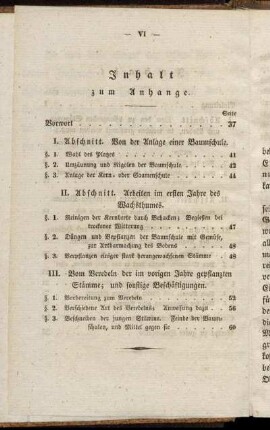 — VI —
Inhalt
zum Anhange.
Seite
Vorwort . . . . . . . . . . . 37
I. Abschnitt. Von der Anlage einer Baumschule.
§. 1. Wahl des Platzes . . . . . . . 41
§. 2. Umzäunung und Rigolen der Baumschule . . 42
§. 3. Anlage der Kern- oder Saamenschule . . . 44
II. Abschnitt. Arbeiten im ersten Jahre des
Wachsthumes.
§. 1. Reinigen der Kernbeete durch Behacken; Begießen bei
trockener Witterung . . . . . . 47
§. 2. Düngen und Bepflanzen der Baumschule mit Gemüse,
zur Artbarmachung des Bodens . . . . 48
§. 3. Verpflanzen einiger stark herangewachsenen Stämme . 48
III. Vom Veredeln der im vorigen Jahre gepflanzten
Stämme; und sonstige Beschäftigungen.
§. 1. Vorbereitung zum Veredeln . . . . . 52
§. 2. Verschiedene Art des Veredelns; Anweisung dazu . 56
§. 3. Beschneiden der jungen Stämme. Feinde der Baum-
schulen, und Mittel gegen sie . . . . 60